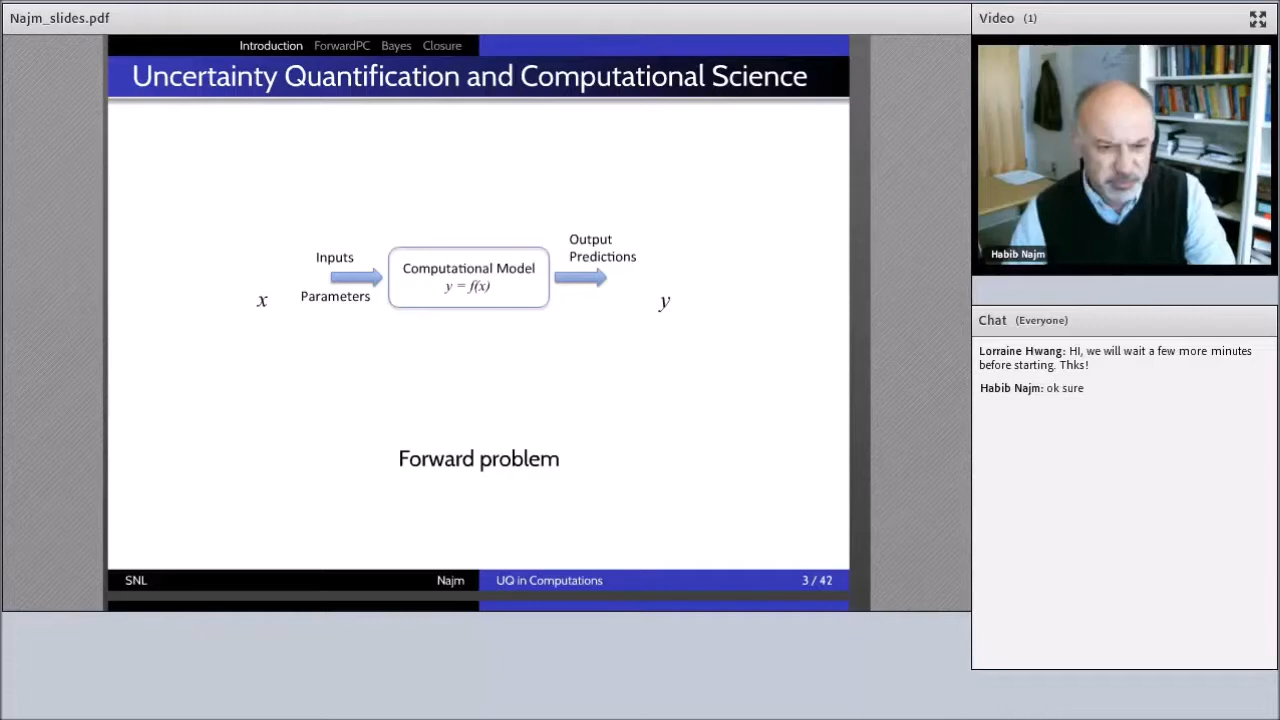 Najm_slides.pdf
Introduction ForwardPC Bayes Closure
Uncertainty Quantification and Computational Science
Inputs
Parameters
x
Computational Model
y = f(x)
Output
Predictions
y
Forward problem
SNL Najm UQ in Computations 3 / 42
Video (1)
Habib Najm
Chat (Everyone)
Lorraine Hwang: HI, we will wait a few more minutes
before starting. Thks!
Habib Najm: ok sure